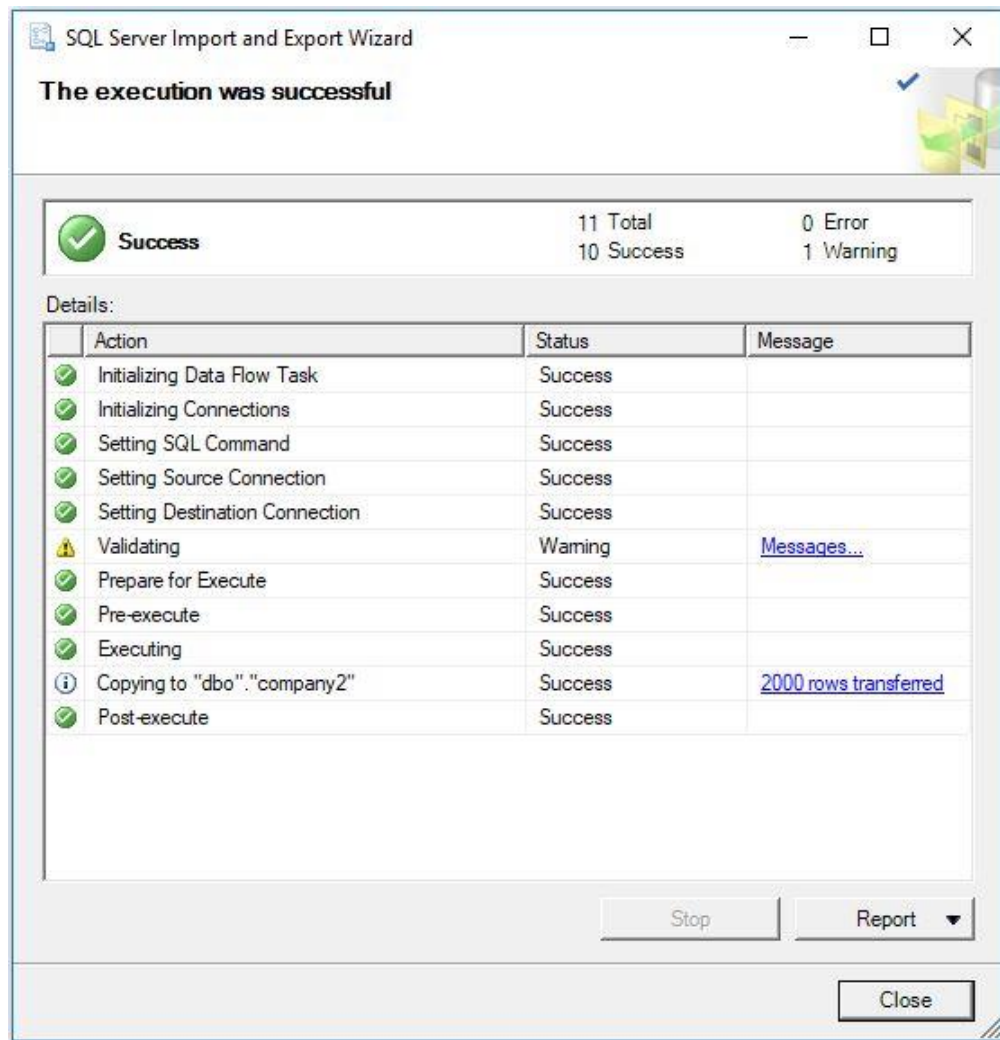 SQL Server Import and Export Wizard
The execution was successful
Success
11 Total 0 Error
10 Success 1 Warning
Details:
Action Status Message
Initializing Data Flow Task Success
Initializing Connections Success
Setting SQL Command Success
Setting Source Connection Success
Setting Destination Connection Success
Validating Warning Messages...
Prepare for Execute Success
Pre-execute Success
Executing Success
Copying to "dbo"."company2" Success 2000 rows transferred
Post-execute Success
Stop Report
Close